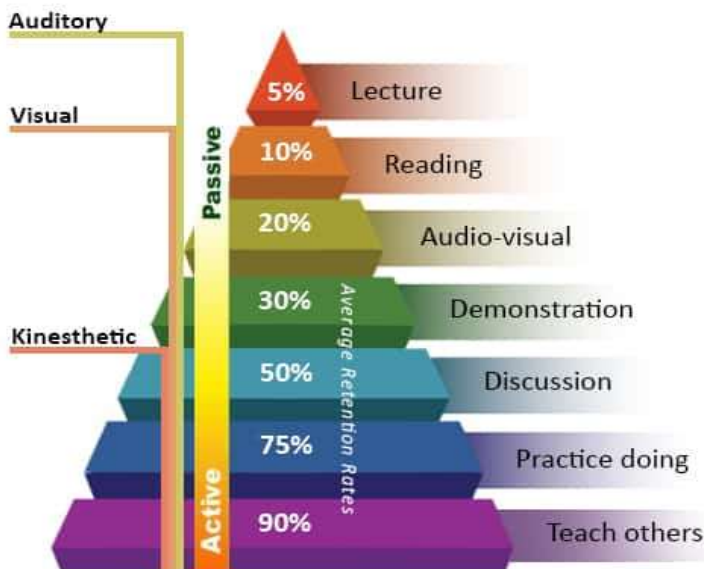 Auditory
Visual
Kinesthetic
Passive
Active
5% Lecture
10% Reading
20% Audio-visual
30% Demonstration
50% Discussion
75% Practice doing
90% Teach others
Average Retention Rates